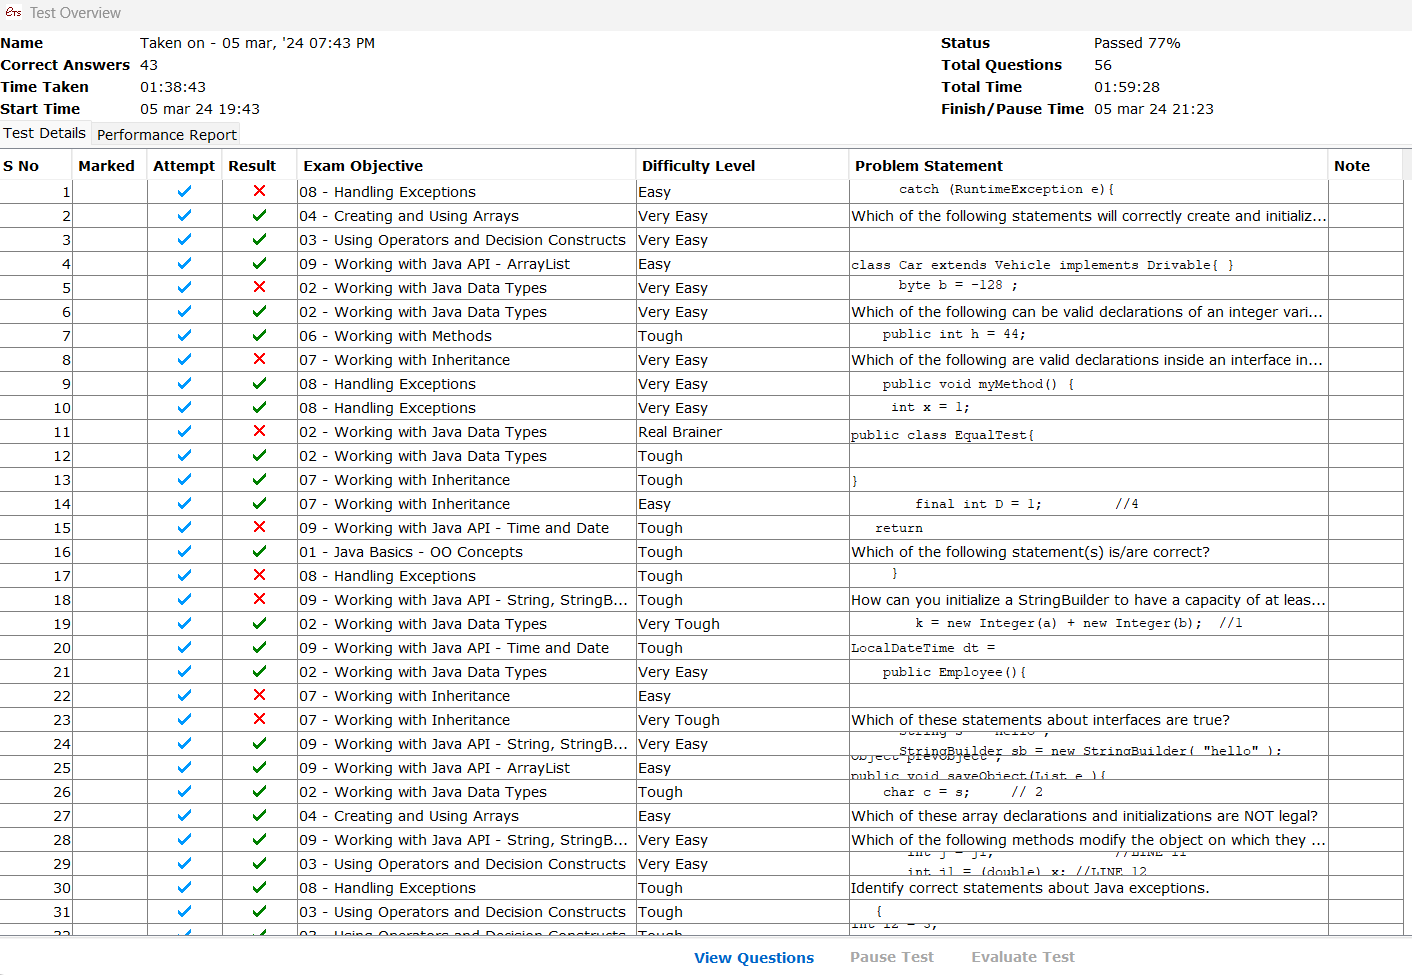 eTS Test Overview
Name Taken on - 05 mar, '24 07:43 PM Status Passed 77%
Correct Answers 43 Total Questions 56
Time Taken 01:38:43 Total Time 01:59:28
Start Time 05 mar 24 19:43 Finish/Pause Time 05 mar 24 21:23
Test Details Performance Report
S No Marked Attempt Result Exam Objective Difficulty Level Problem Statement Note
1 08 - Handling Exceptions Easy catch (RuntimeException e){
2 04 - Creating and Using Arrays Very Easy Which of the following statements will correctly create and initializ...
3 03 - Using Operators and Decision Constructs Very Easy
4 09 - Working with Java API - ArrayList Easy class Car extends Vehicle implements Drivable{ }
5 02 - Working with Java Data Types Very Easy byte b = -128 ;
6 02 - Working with Java Data Types Very Easy Which of the following can be valid declarations of an integer vari...
7 06 - Working with Methods Tough public int h = 44;
8 07 - Working with Inheritance Very Easy Which of the following are valid declarations inside an interface in...
9 08 - Handling Exceptions Very Easy public void myMethod() {
10 08 - Handling Exceptions Very Easy int x = 1;
11 02 - Working with Java Data Types Real Brainer public class EqualTest{
12 02 - Working with Java Data Types Tough
13 07 - Working with Inheritance Tough }
14 07 - Working with Inheritance Easy final int D = 1; //4
15 09 - Working with Java API - Time and Date Tough return
16 01 - Java Basics - OO Concepts Tough Which of the following statement(s) is/are correct?
17 08 - Handling Exceptions Tough }
18 09 - Working with Java API - String, StringB... Tough How can you initialize a StringBuilder to have a capacity of at leas...
19 02 - Working with Java Data Types Very Tough k = new Integer(a) + new Integer(b); //1
20 09 - Working with Java API - Time and Date Tough LocalDateTime dt =
21 02 - Working with Java Data Types Very Easy public Employee(){
22 07 - Working with Inheritance Easy
23 07 - Working with Inheritance Very Tough Which of these statements about interfaces are true?
24 09 - Working with Java API - String, StringB... Very Easy StringBuilder sb = new StringBuilder( "hello" );
25 09 - Working with Java API - ArrayList Easy public void saveObject(List e ){
26 02 - Working with Java Data Types Tough char c = s; // 2
27 04 - Creating and Using Arrays Easy Which of these array declarations and initializations are NOT legal?
28 09 - Working with Java API - String, StringB... Very Easy Which of the following methods modify the object on which they ...
29 03 - Using Operators and Decision Constructs Very Easy int j1 = (double) x; //LINE 12
30 08 - Handling Exceptions Tough Identify correct statements about Java exceptions.
31 03 - Using Operators and Decision Constructs Tough {
32 03 - Using Operators and Decision Constructs Tough
View Questions Pause Test Evaluate Test